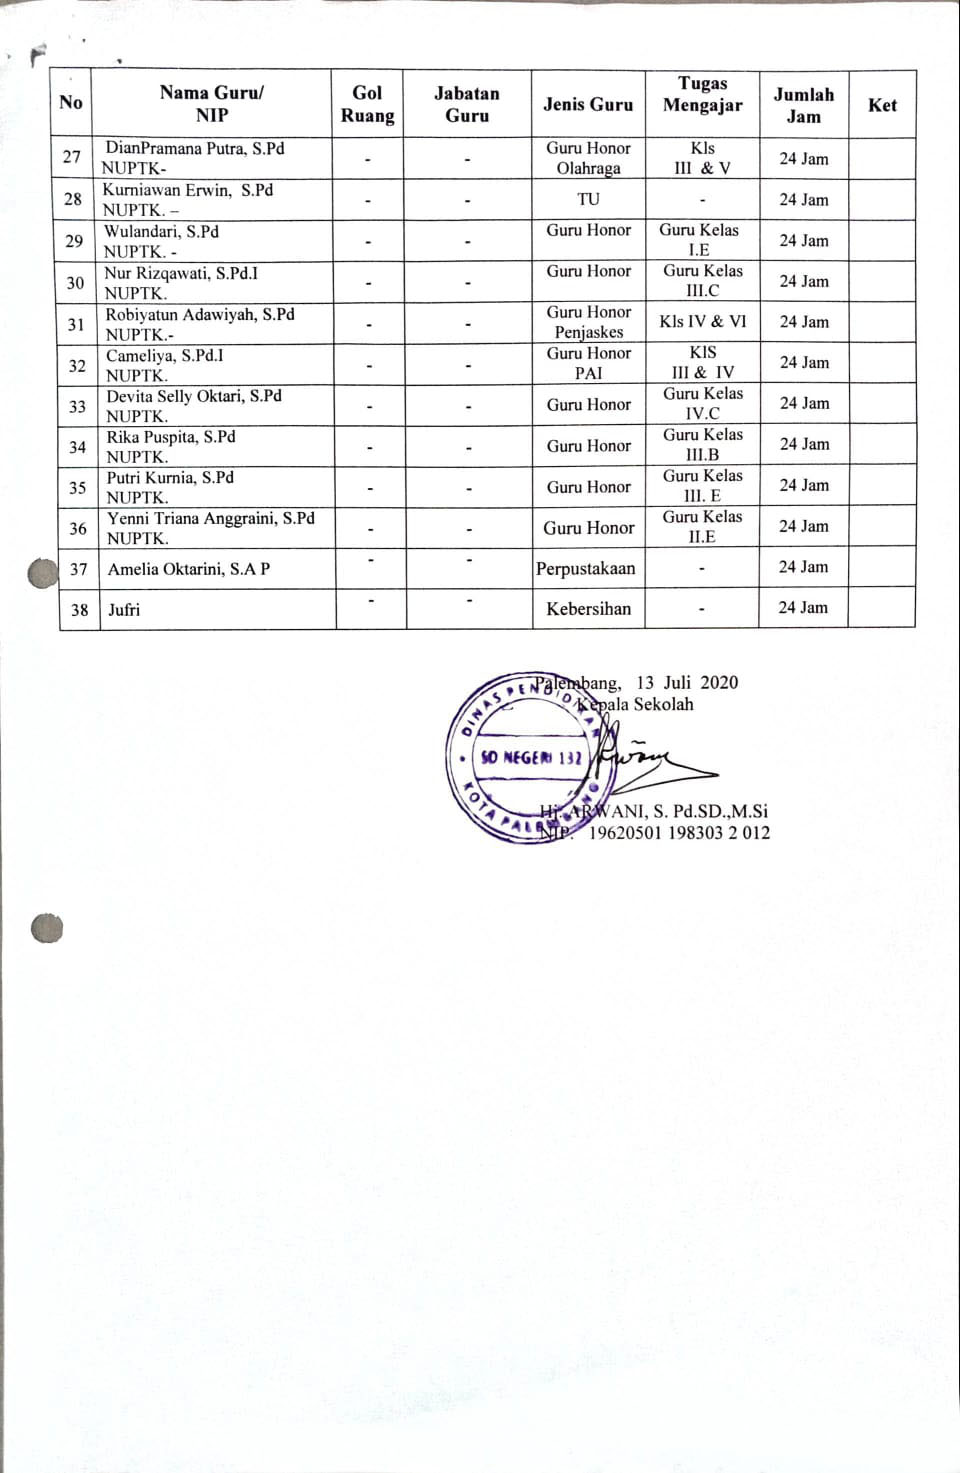 No Nama Guru/ NIP Gol Ruang Jabatan Guru Jenis Guru Tugas Mengajar Jumlah Jam Ket
27 DianPramana Putra, S.Pd NUPTK- - - Guru Honor Olahraga Kls III & V 24 Jam
28 Kurniawan Erwin, S.Pd NUPTK. – - - TU - 24 Jam
29 Wulandari, S.Pd NUPTK. - - - Guru Honor Guru Kelas I.E 24 Jam
30 Nur Rizqawati, S.Pd.I NUPTK. - - Guru Honor Guru Kelas III.C 24 Jam
31 Robiyatun Adawiyah, S.Pd NUPTK.- - - Guru Honor Penjaskes Kls IV & VI 24 Jam
32 Cameliya, S.Pd.I NUPTK. - - Guru Honor PAI KlS III & IV 24 Jam
33 Devita Selly Oktari, S.Pd NUPTK. - - Guru Honor Guru Kelas IV.C 24 Jam
34 Rika Puspita, S.Pd NUPTK. - - Guru Honor Guru Kelas III.B 24 Jam
35 Putri Kurnia, S.Pd NUPTK. - - Guru Honor Guru Kelas III. E 24 Jam
36 Yenni Triana Anggraini, S.Pd NUPTK. - - Guru Honor Guru Kelas II.E 24 Jam
37 Amelia Oktarini, S.A P - - Perpustakaan - 24 Jam
38 Jufri - - Kebersihan - 24 Jam
Palembang, 13 Juli 2020
Kepala Sekolah
DINAS PENDIDIKAN
SD NEGERI 132
KOTA PALEMBANG
Hj. ARWANI, S. Pd.SD.,M.Si
NIP. 19620501 198303 2 012